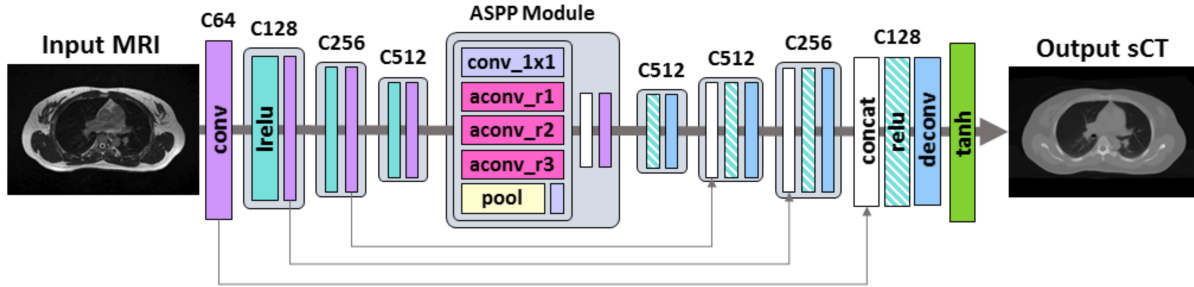 Input MRI
C64
conv
C128
lrelu
C256
C512
ASPP Module
conv_1x1
aconv_r1
aconv_r2
aconv_r3
pool
C512
C512
C256
C128
concat
relu
deconv
tanh
Output sCT